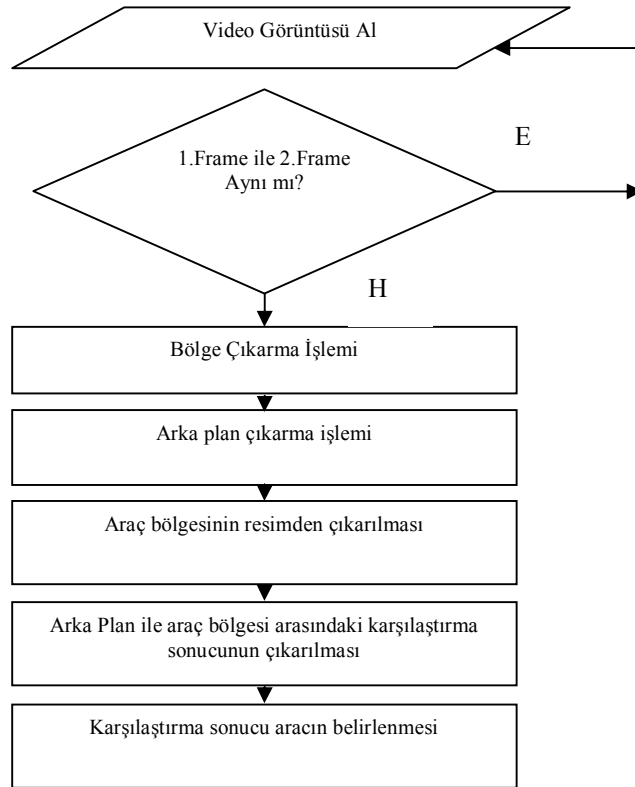 Video Görüntüsü Al
E
1.Frame ile 2.Frame
Aynı mı?
H
Bölge Çıkarma İşlemi
Arka plan çıkarma işlemi
Araç bölgesinin resimden çıkarılması
Arka Plan ile araç bölgesi arasındaki karşılaştırma
sonucunun çıkarılması
Karşılaştırma sonucu aracın belirlenmesi